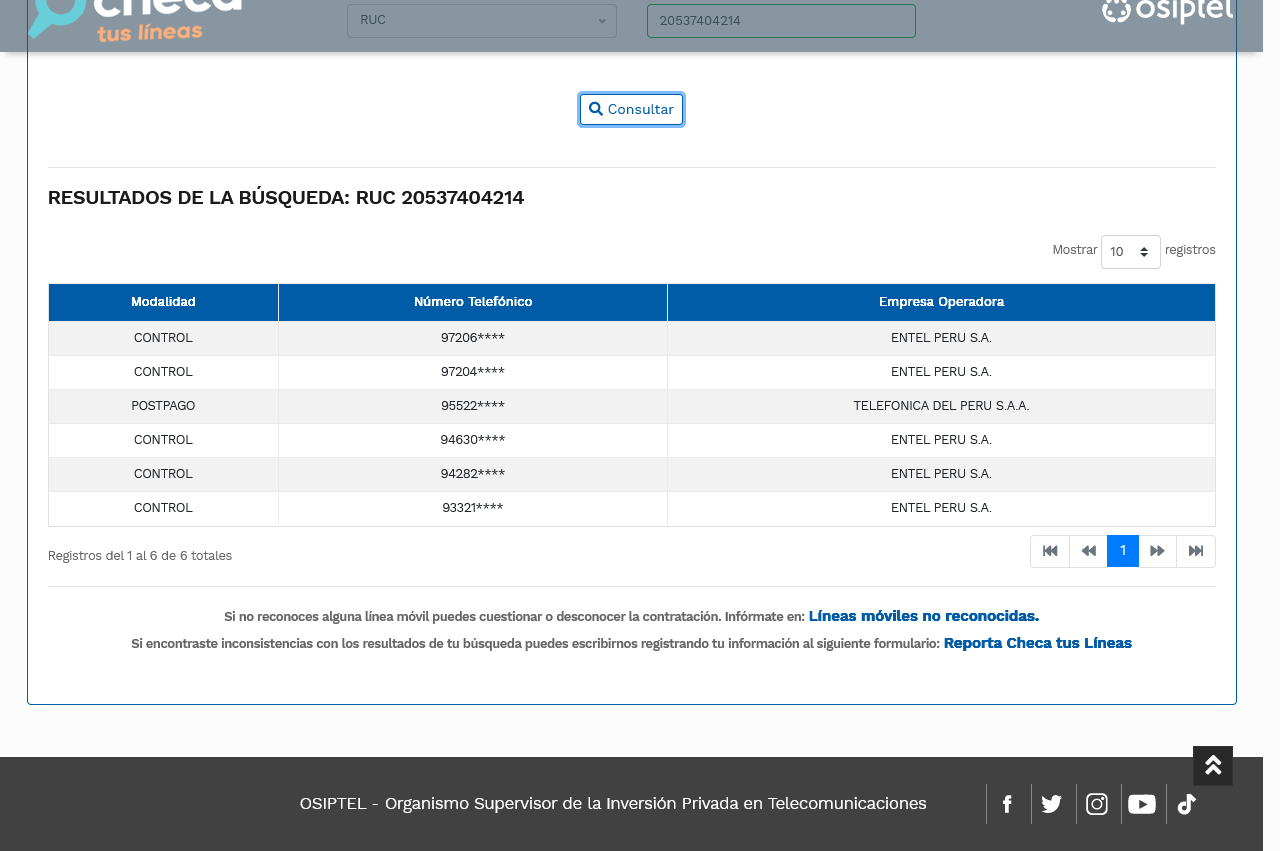 checa
tus líneas
RUC
20537404214
osiptel
Consultar
RESULTADOS DE LA BÚSQUEDA: RUC 20537404214
Mostrar 10 registros
Modalidad Número Telefónico Empresa Operadora
CONTROL 97206**** ENTEL PERU S.A.
CONTROL 97204**** ENTEL PERU S.A.
POSTPAGO 95522**** TELEFONICA DEL PERU S.A.A.
CONTROL 94630**** ENTEL PERU S.A.
CONTROL 94282**** ENTEL PERU S.A.
CONTROL 93321**** ENTEL PERU S.A.
Registros del 1 al 6 de 6 totales
1
Si no reconoces alguna línea móvil puedes cuestionar o desconocer la contratación. Infórmate en: Líneas móviles no reconocidas.
Si encontraste inconsistencias con los resultados de tu búsqueda puedes escribirnos registrando tu información al siguiente formulario: Reporta Checa tus Líneas
OSIPTEL - Organismo Supervisor de la Inversión Privada en Telecomunicaciones